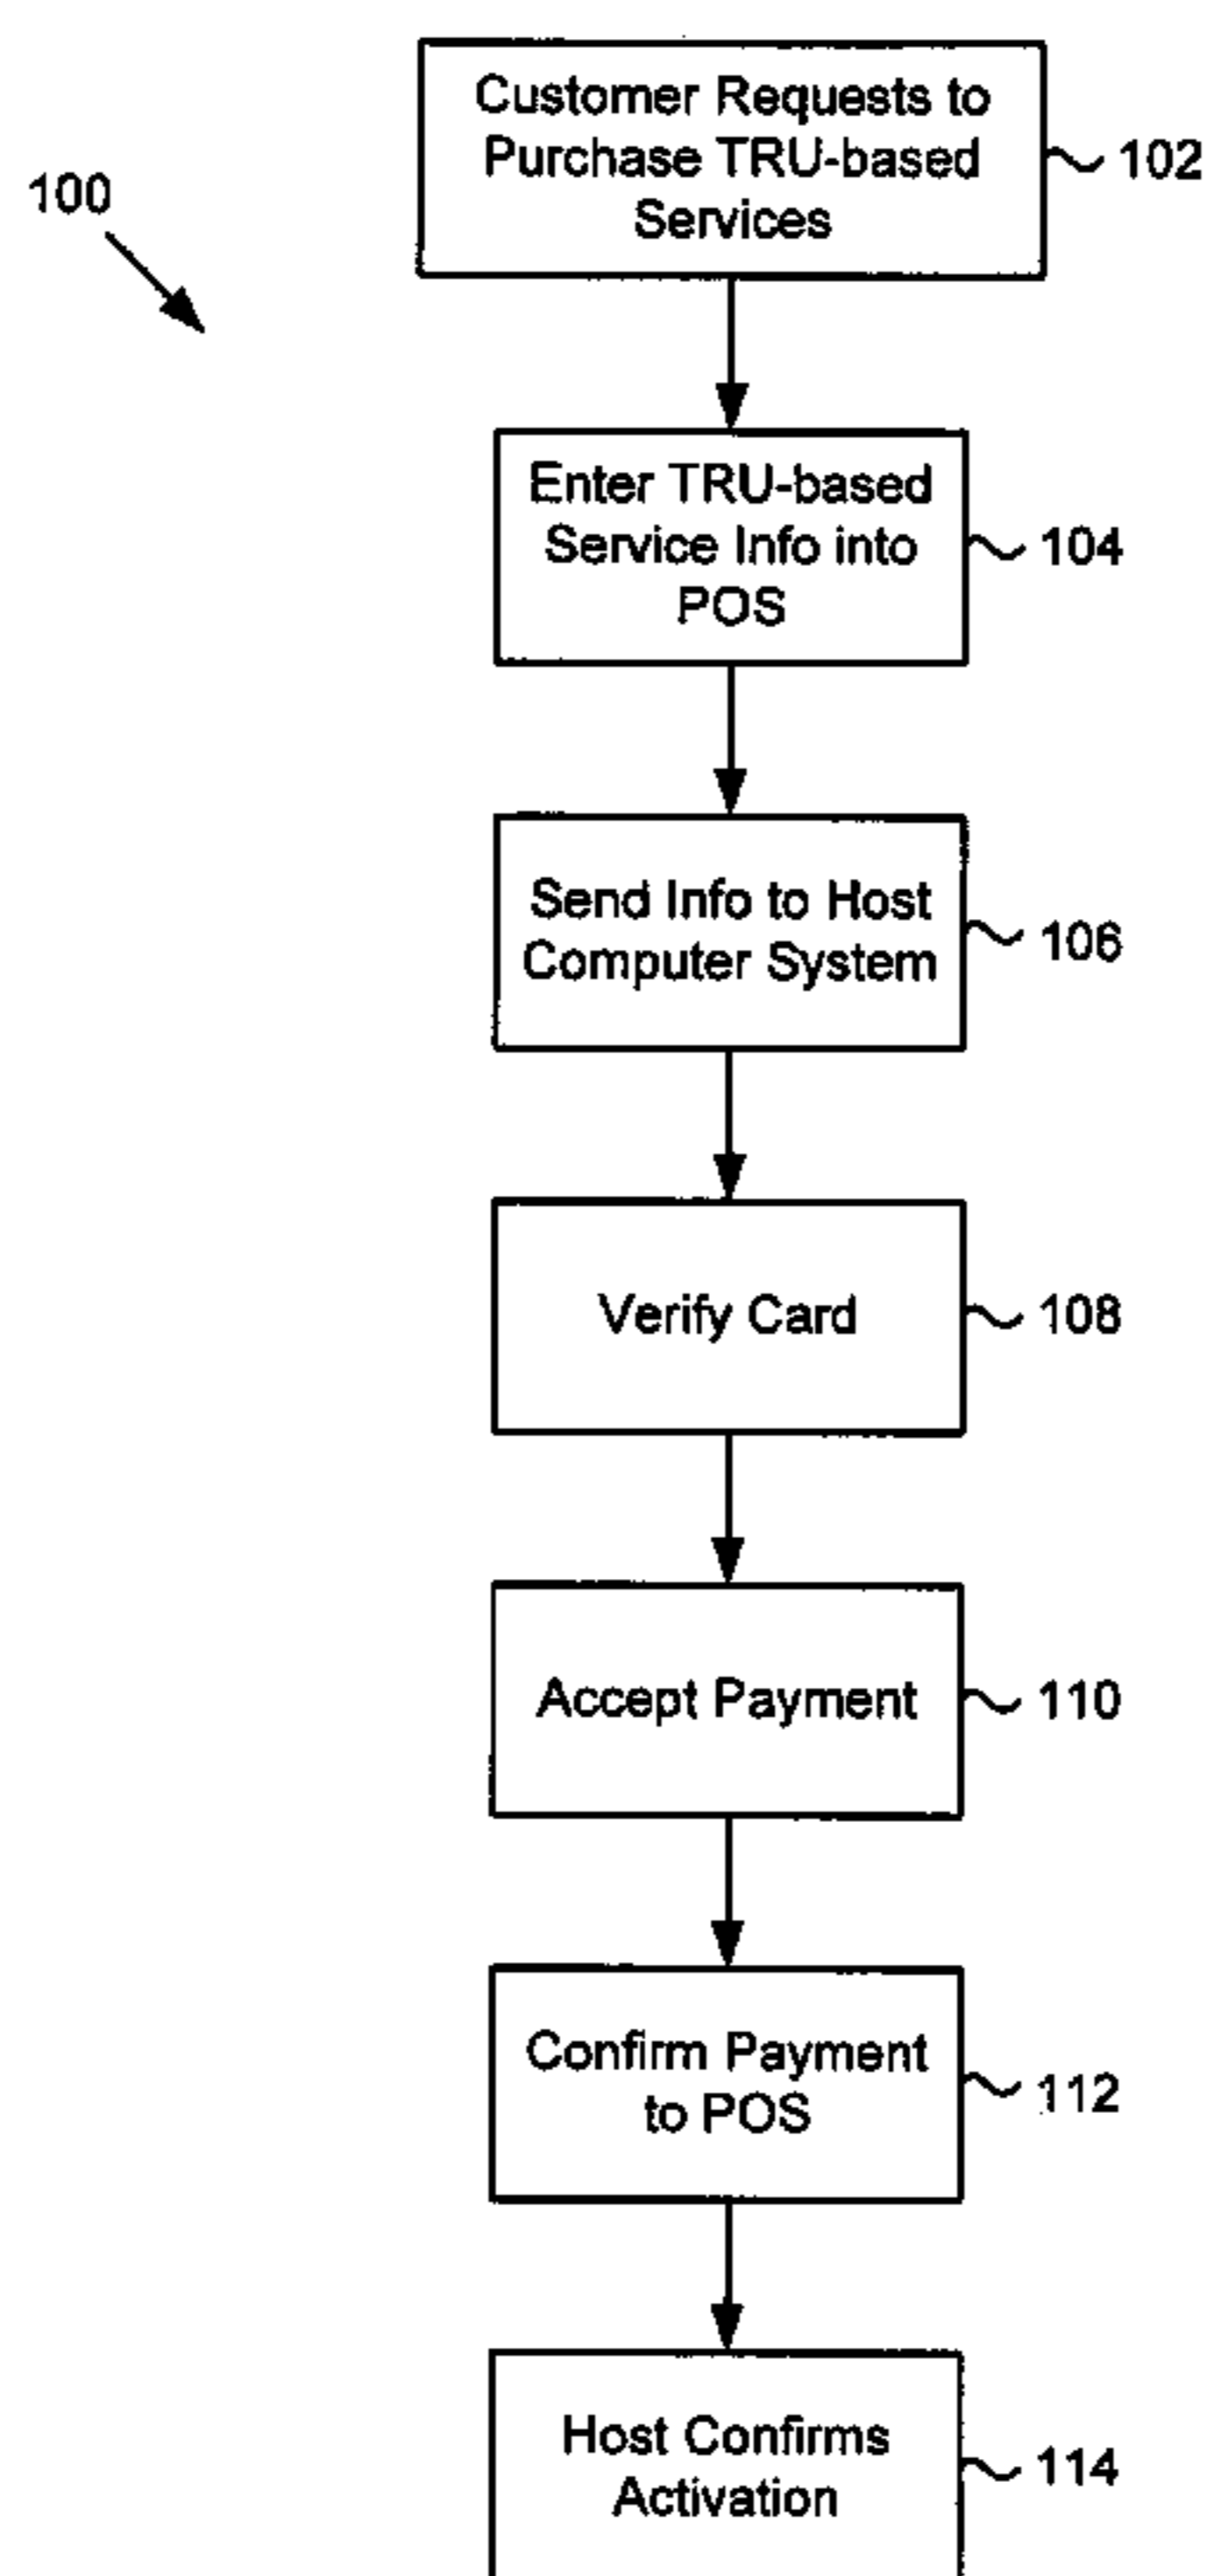 Customer Requests to
Purchase TRU-based
Services
102
100
Enter TRU-based
Service Info into
POS
104
Send Info to Host
Computer System
106
Verify Card
108
Accept Payment
110
Confirm Payment
to POS
112
Host Confirms
Activation
114